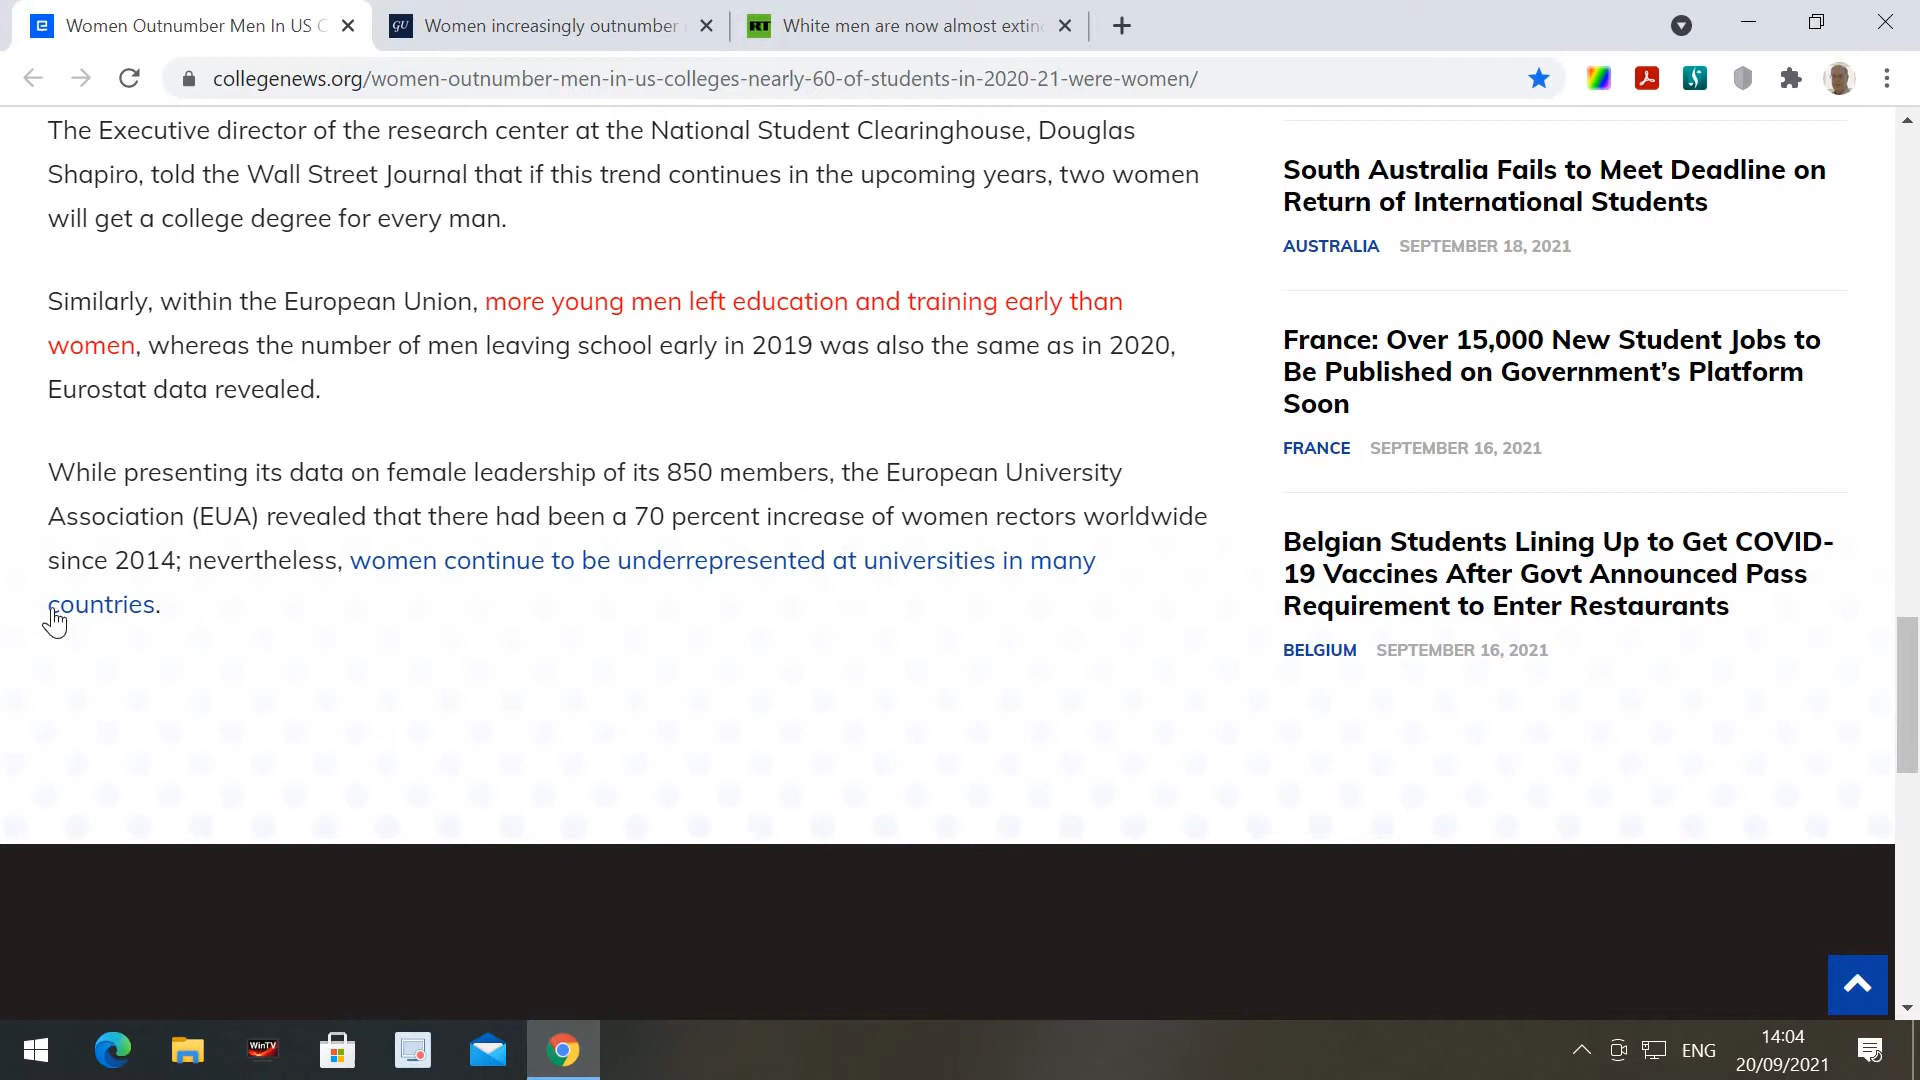 Women Outnumber Men In US C
Women increasingly outnumber
RT
White men are now almost extinc
collegenews.org/women-outnumber-men-in-us-colleges-nearly-60-of-students-in-2020-21-were-women/
The Executive director of the research center at the National Student Clearinghouse, Douglas
Shapiro, told the Wall Street Journal that if this trend continues in the upcoming years, two women
will get a college degree for every man.
Similarly, within the European Union, more young men left education and training early than
women, whereas the number of men leaving school early in 2019 was also the same as in 2020,
Eurostat data revealed.
While presenting its data on female leadership of its 850 members, the European University
Association (EUA) revealed that there had been a 70 percent increase of women rectors worldwide
since 2014; nevertheless, women continue to be underrepresented at universities in many
countries.
South Australia Fails to Meet Deadline on
Return of International Students
AUSTRALIA SEPTEMBER 18, 2021
France: Over 15,000 New Student Jobs to
Be Published on Government’s Platform
Soon
FRANCE SEPTEMBER 16, 2021
Belgian Students Lining Up to Get COVID-
19 Vaccines After Govt Announced Pass
Requirement to Enter Restaurants
BELGIUM SEPTEMBER 16, 2021
WinTV
ENG
14:04
20/09/2021